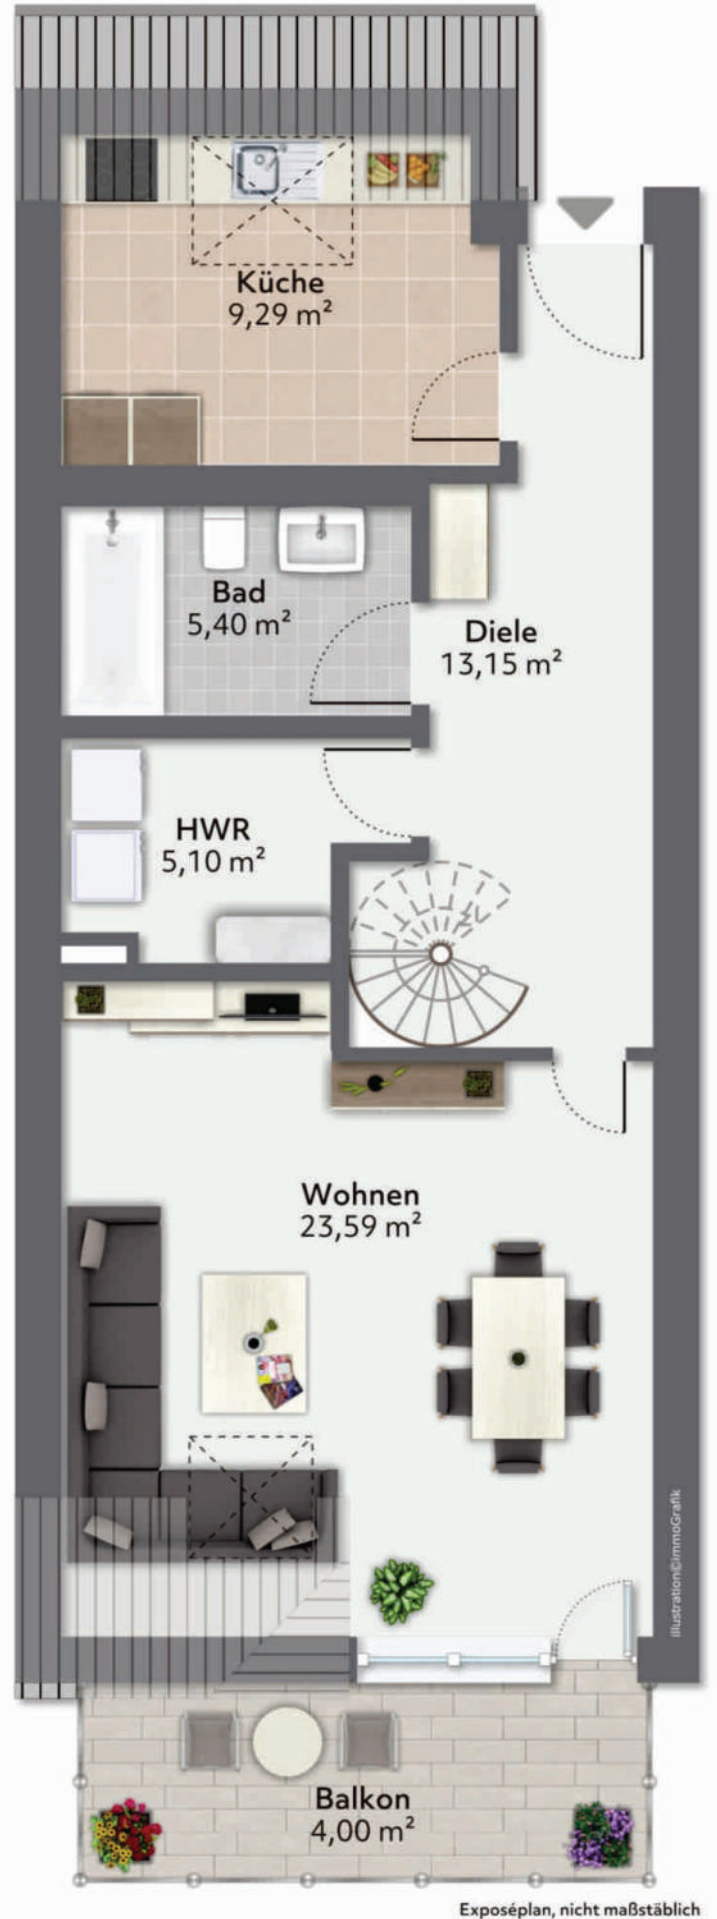 Küche
9,29 m²
Bad
5,40 m²
Diele
13,15 m²
HWR
5,10 m²
Wohnen
23,59 m²
illustration©immoGrafik
Balkon
4,00 m²
Exposéplan, nicht maßstäblich